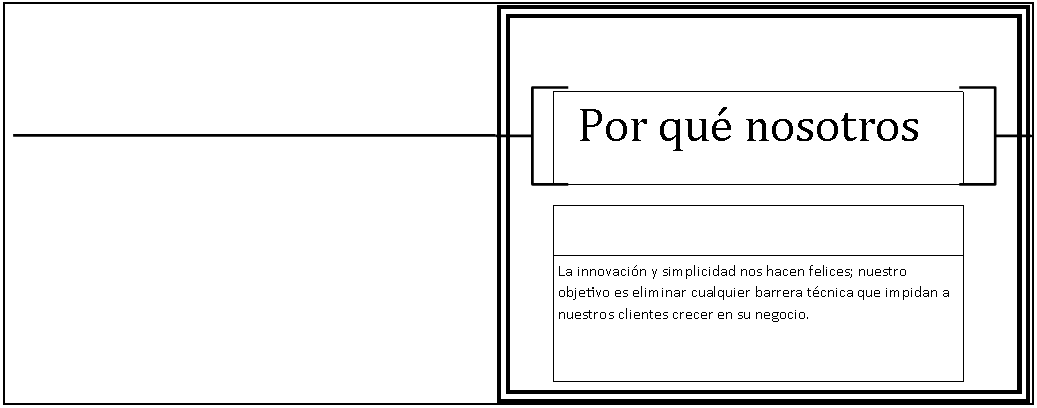 Por qué nosotros
La innovación y simplicidad nos hacen felices; nuestro
objetivo es eliminar cualquier barrera técnica que impidan a
nuestros clientes crecer en su negocio.